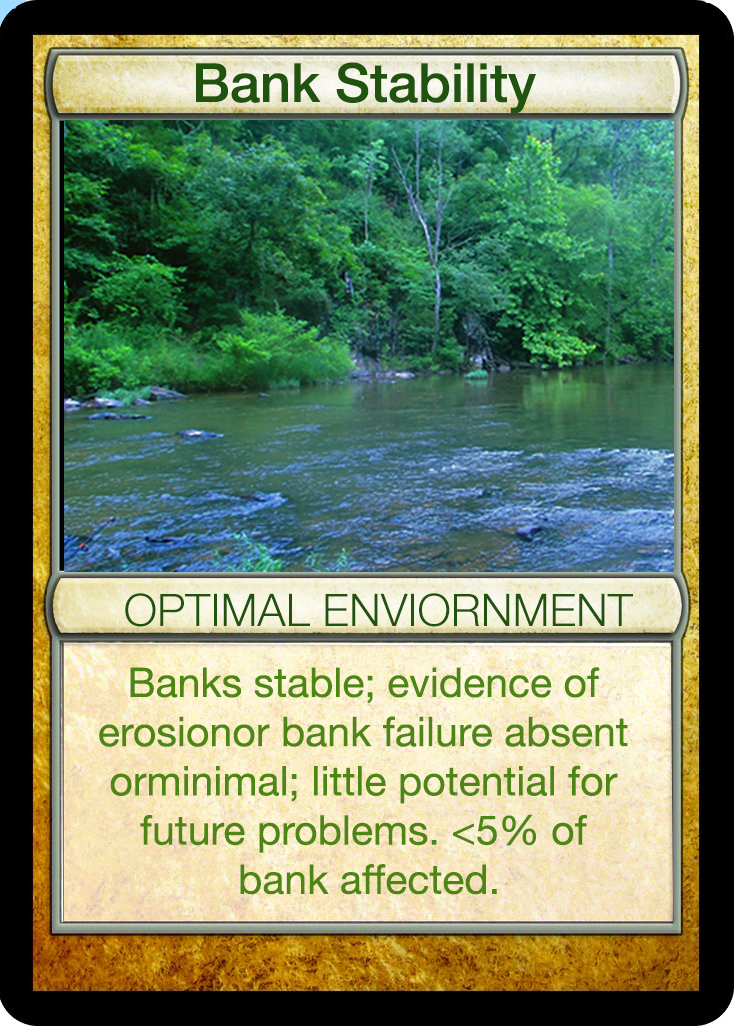 Bank Stability
OPTIMAL ENVIORNMENT
Banks stable; evidence of
erosionor bank failure absent
orminimal; little potential for
future problems. <5% of
bank affected.